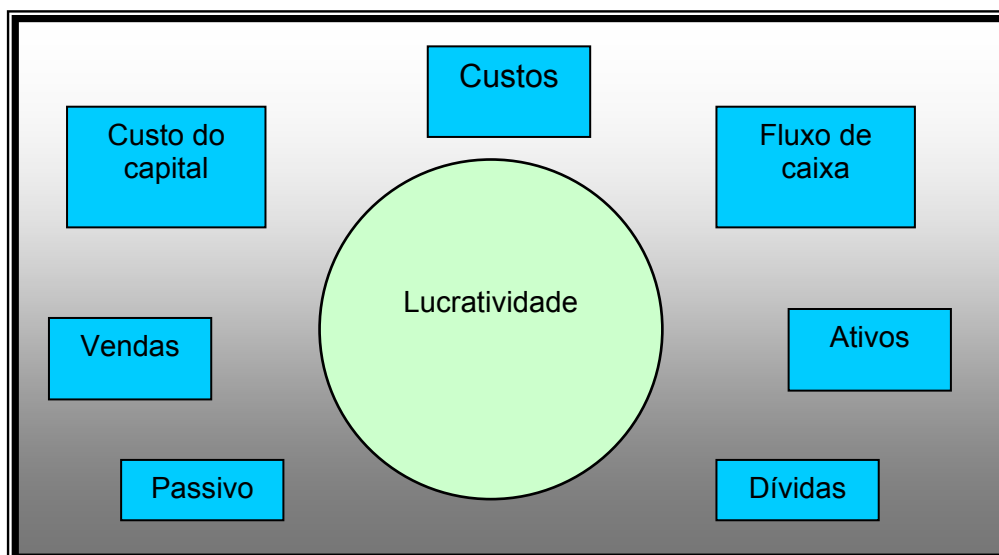 Custos
Custo do
capital
Fluxo de
caixa
Lucratividade
Vendas
Ativos
Passivo
Dívidas